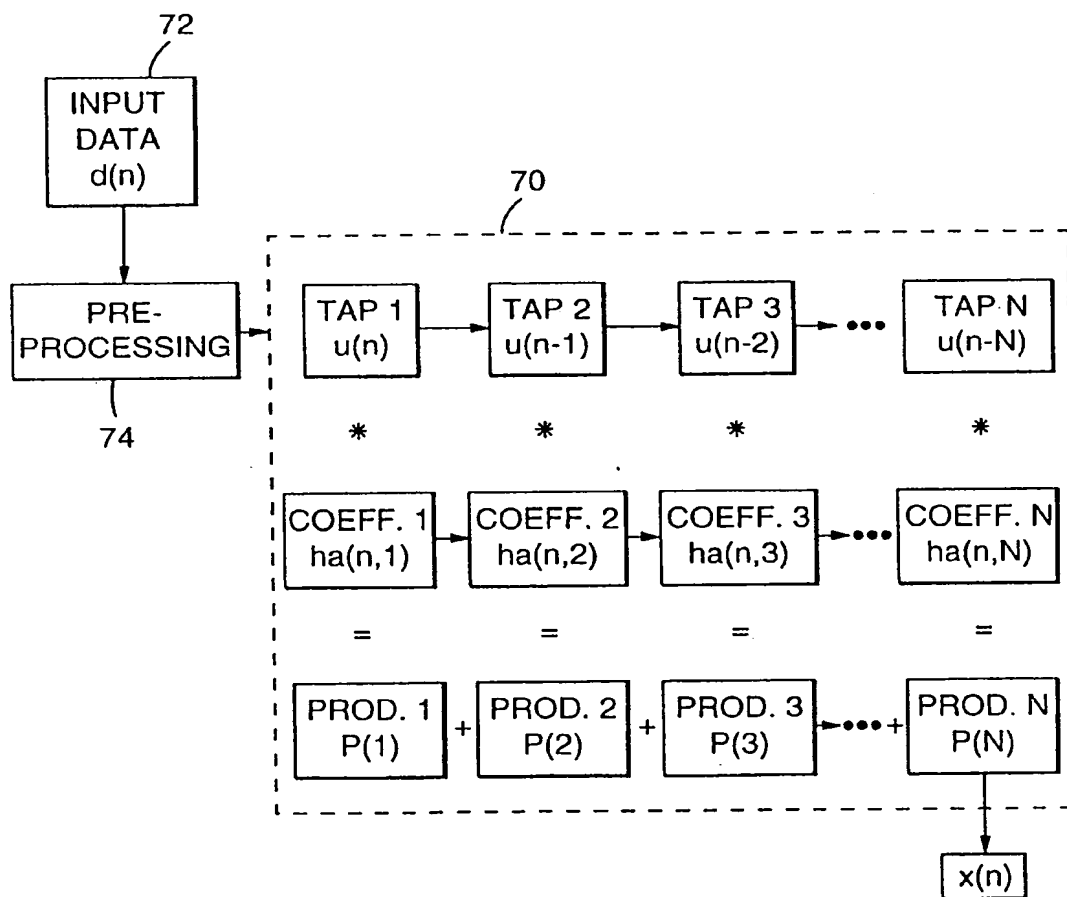 72
INPUT
DATA
d(n)
70
PRE-
PROCESSING
74
TAP 1
u(n)
TAP 2
u(n-1)
TAP 3
u(n-2)
•••
TAP N
u(n-N)
* * * *
COEFF. 1
ha(n,1)
COEFF. 2
ha(n,2)
COEFF. 3
ha(n,3)
•••
COEFF. N
ha(n,N)
= = = =
PROD. 1
P(1)
+
PROD. 2
P(2)
+
PROD. 3
P(3)
••• +
PROD. N
P(N)
x(n)